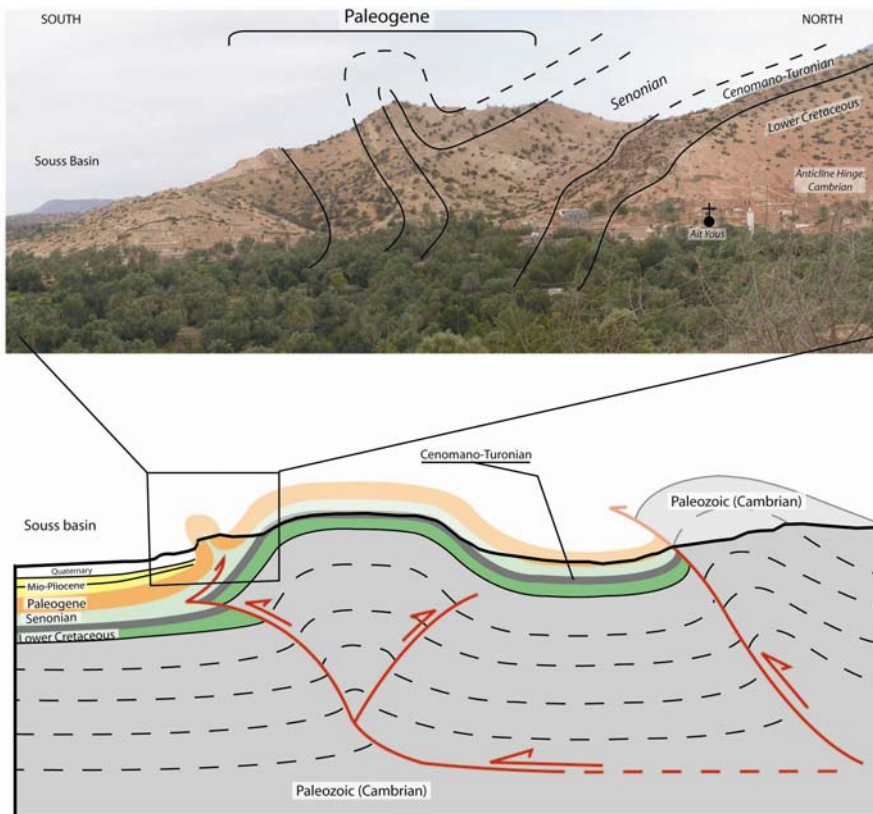 SOUTH
Paleogene
NORTH
Senonian
Cenomano-Turonian
Lower Cretaceous
Souss Basin
Anticline Hinge:
Cambrian
Ait Yous
Cenomano-Turonian
Paleozoic (Cambrian)
Souss basin
Quaternary
Mio-Pliocene
Paleogene
Senonian
Lower Cretaceous
Paleozoic (Cambrian)